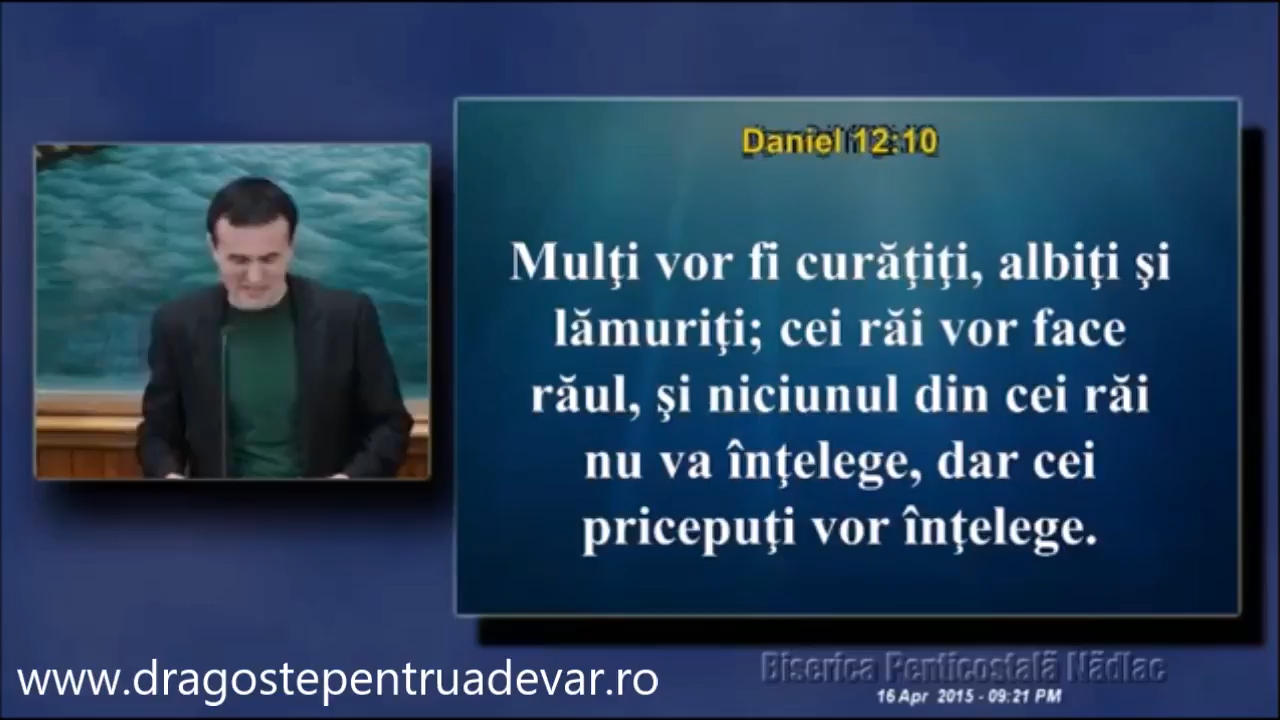 Daniel 12:10
Mulţi vor fi curăţiţi, albiţi şi
lămuriţi; cei răi vor face
răul, şi niciunul din cei răi
nu va înţelege, dar cei
pricepuţi vor înţelege.
Biserica Penticostală Nădlac
16 Apr 2015 - 09:21 PM
www.dragostepentruadevar.ro